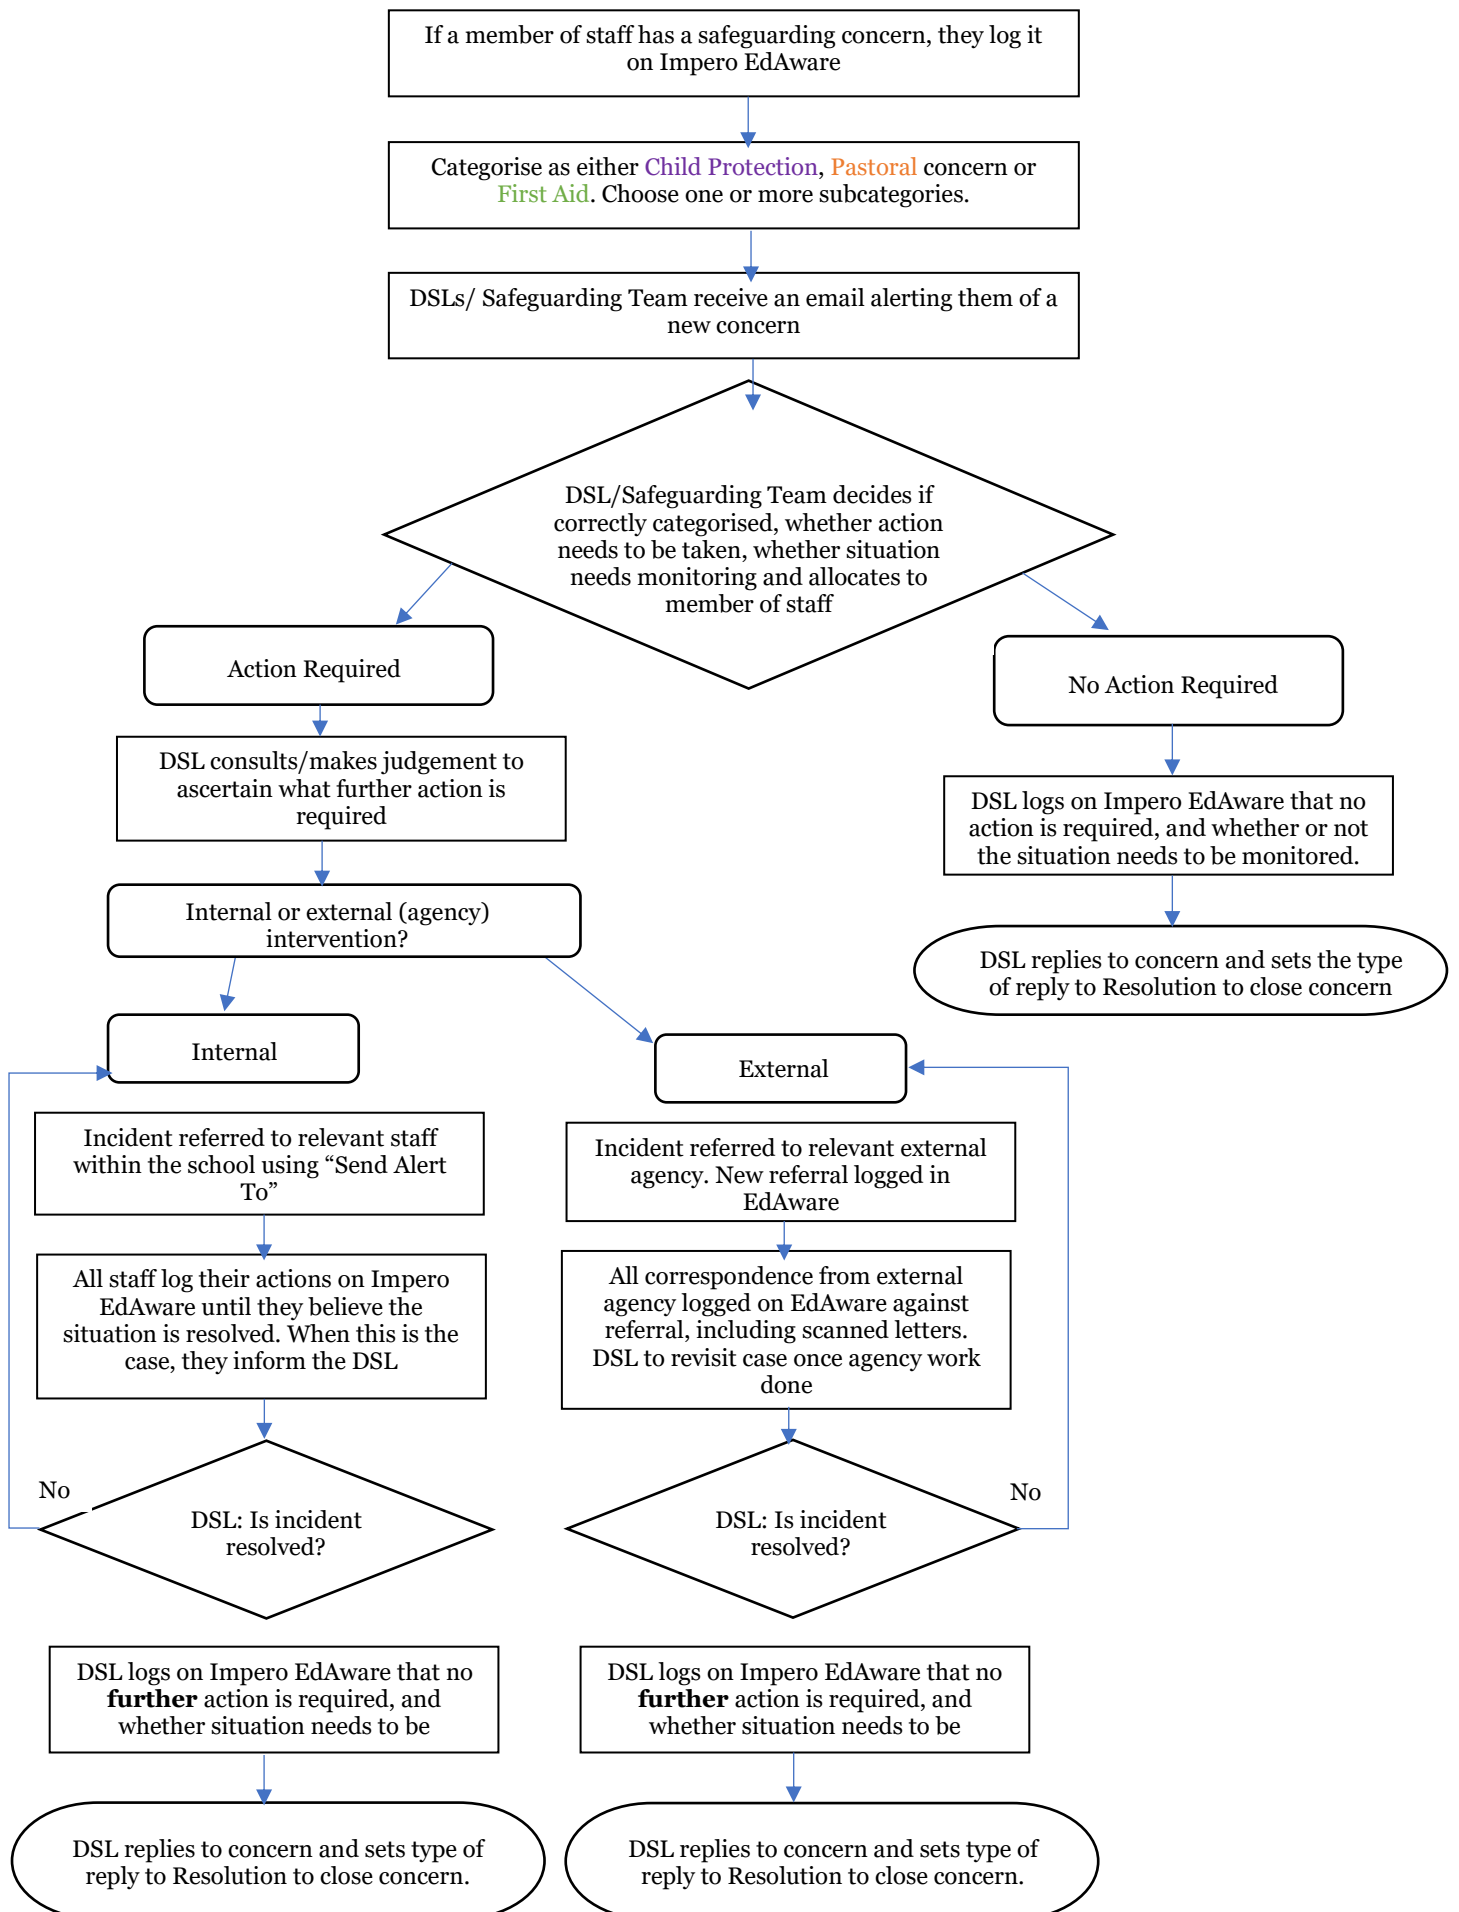 If a member of staff has a safeguarding concern, they log it
on Impero EdAware
Categorise as either Child Protection, Pastoral concern or
First Aid. Choose one or more subcategories.
DSLs/ Safeguarding Team receive an email alerting them of a
new concern
DSL/Safeguarding Team decides if
correctly categorised, whether action
needs to be taken, whether situation
needs monitoring and allocates to
member of staff
Action Required
No Action Required
DSL consults/makes judgement to
ascertain what further action is
required
DSL logs on Impero EdAware that no
action is required, and whether or not
the situation needs to be monitored.
Internal or external (agency)
intervention?
DSL replies to concern and sets the type
of reply to Resolution to close concern
Internal
External
Incident referred to relevant staff
within the school using “Send Alert
To”
Incident referred to relevant external
agency. New referral logged in
EdAware
All staff log their actions on Impero
EdAware until they believe the
situation is resolved. When this is the
case, they inform the DSL
All correspondence from external
agency logged on EdAware against
referral, including scanned letters.
DSL to revisit case once agency work
done
No
DSL: Is incident
resolved?
No
DSL: Is incident
resolved?
DSL logs on Impero EdAware that no
further action is required, and
whether situation needs to be
DSL logs on Impero EdAware that no
further action is required, and
whether situation needs to be
DSL replies to concern and sets type of
reply to Resolution to close concern.
DSL replies to concern and sets type of
reply to Resolution to close concern.